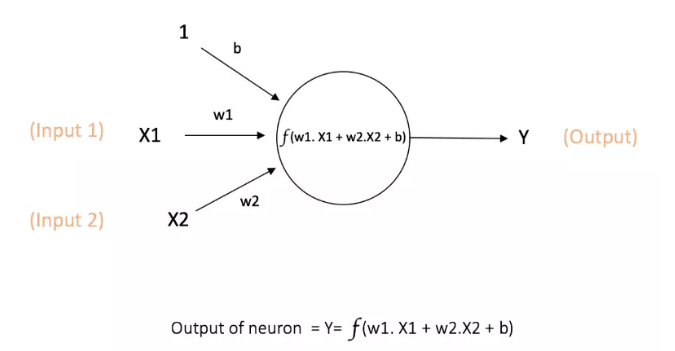 1
b
w1
(Input 1) X1 f(w1. X1 + w2.X2 + b) Y (Output)
w2
(Input 2) X2
Output of neuron = Y= f(w1. X1 + w2.X2 + b)